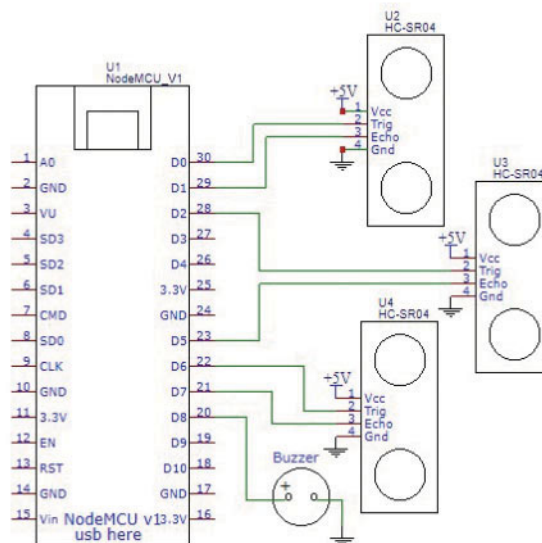 U1
NodeMCU_V1
1 A0
2 GND
3 VU
4 SD3
5 SD2
6 SD1
7 CMD
8 SD0
9 CLK
10 GND
11 3.3V
12 EN
13 RST
14 GND
15 Vin
D0 30
D1 29
D2 28
D3 27
D4 26
3.3V 25
GND 24
D5 23
D6 22
D7 21
D8 20
D9 19
D10 18
GND 17
3.3V 16
NodeMCU v1
usb here
U2
HC-SR04
+5V
1 Vcc
2 Trig
3 Echo
4 Gnd
U3
HC-SR04
+5V
1 Vcc
2 Trig
3 Echo
4 Gnd
U4
HC-SR04
+5V
1 Vcc
2 Trig
3 Echo
4 Gnd
Buzzer
+